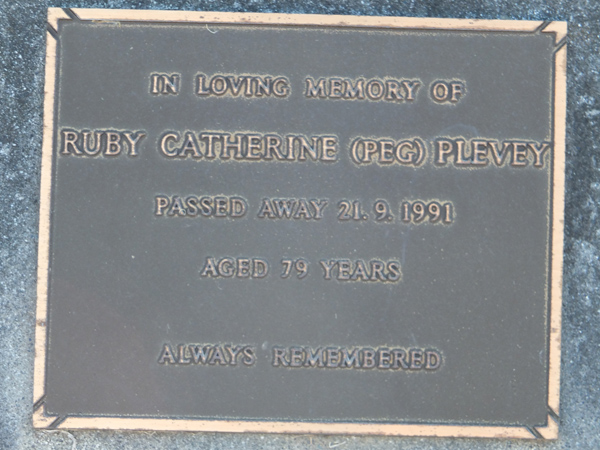 IN LOVING MEMORY OF
RUBY CATHERINE (PEG) PLEVEY
PASSED AWAY 21.9.1991
AGED 79 YEARS
ALWAYS REMEMBERED